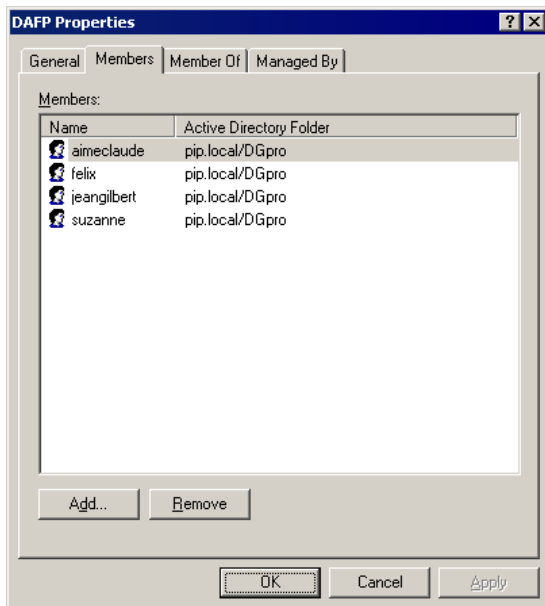 DAFP Properties
General Members Member Of Managed By
Members:
Name Active Directory Folder
aimeclaude pip.local/DGpro
felix pip.local/DGpro
jeangilbert pip.local/DGpro
suzanne pip.local/DGpro
Add... Remove
OK Cancel Apply